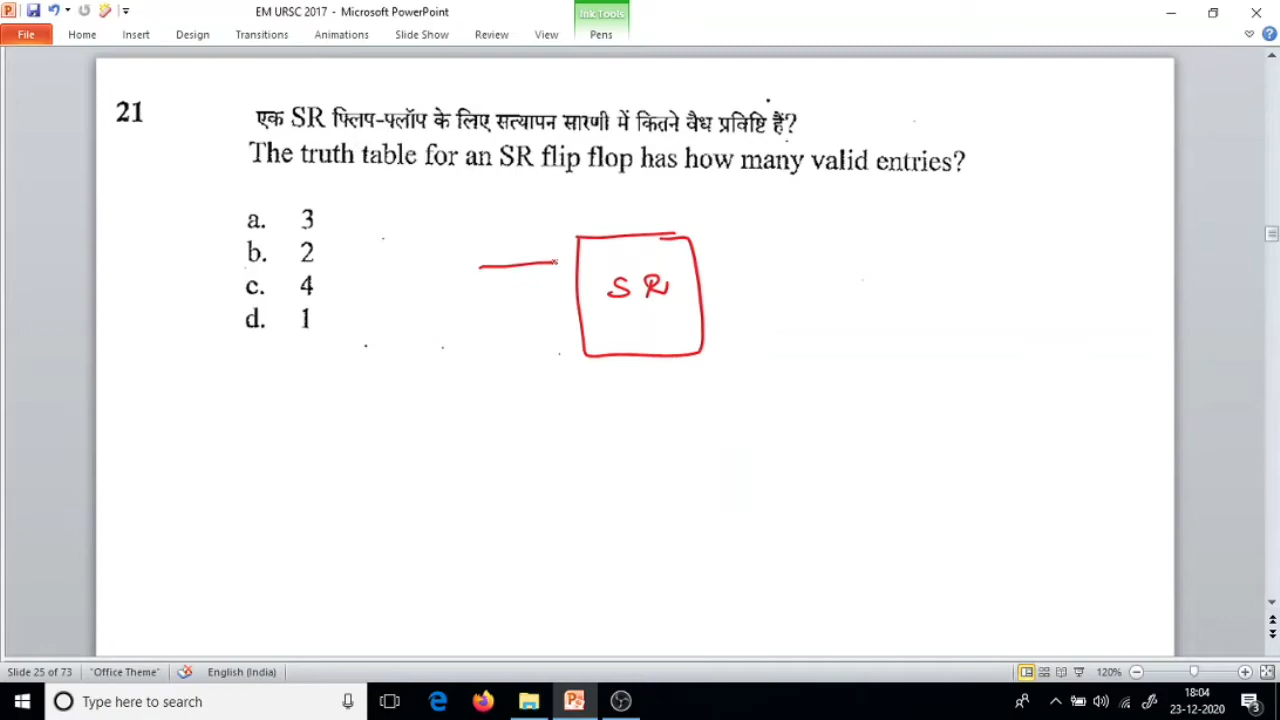 EM URSC 2017 - Microsoft PowerPoint
Ink Tools
File Home Insert Design Transitions Animations Slide Show Review View Pens
21
एक SR फ्लिप-फ्लॉप के लिए सत्यापन सारणी में कितने वैध प्रविष्टि हैं?
The truth table for an SR flip flop has how many valid entries?
a. 3
b. 2
c. 4
d. 1
S R
Slide 25 of 73 "Office Theme" English (India) 120%
Type here to search
18:04
23-12-2020
3